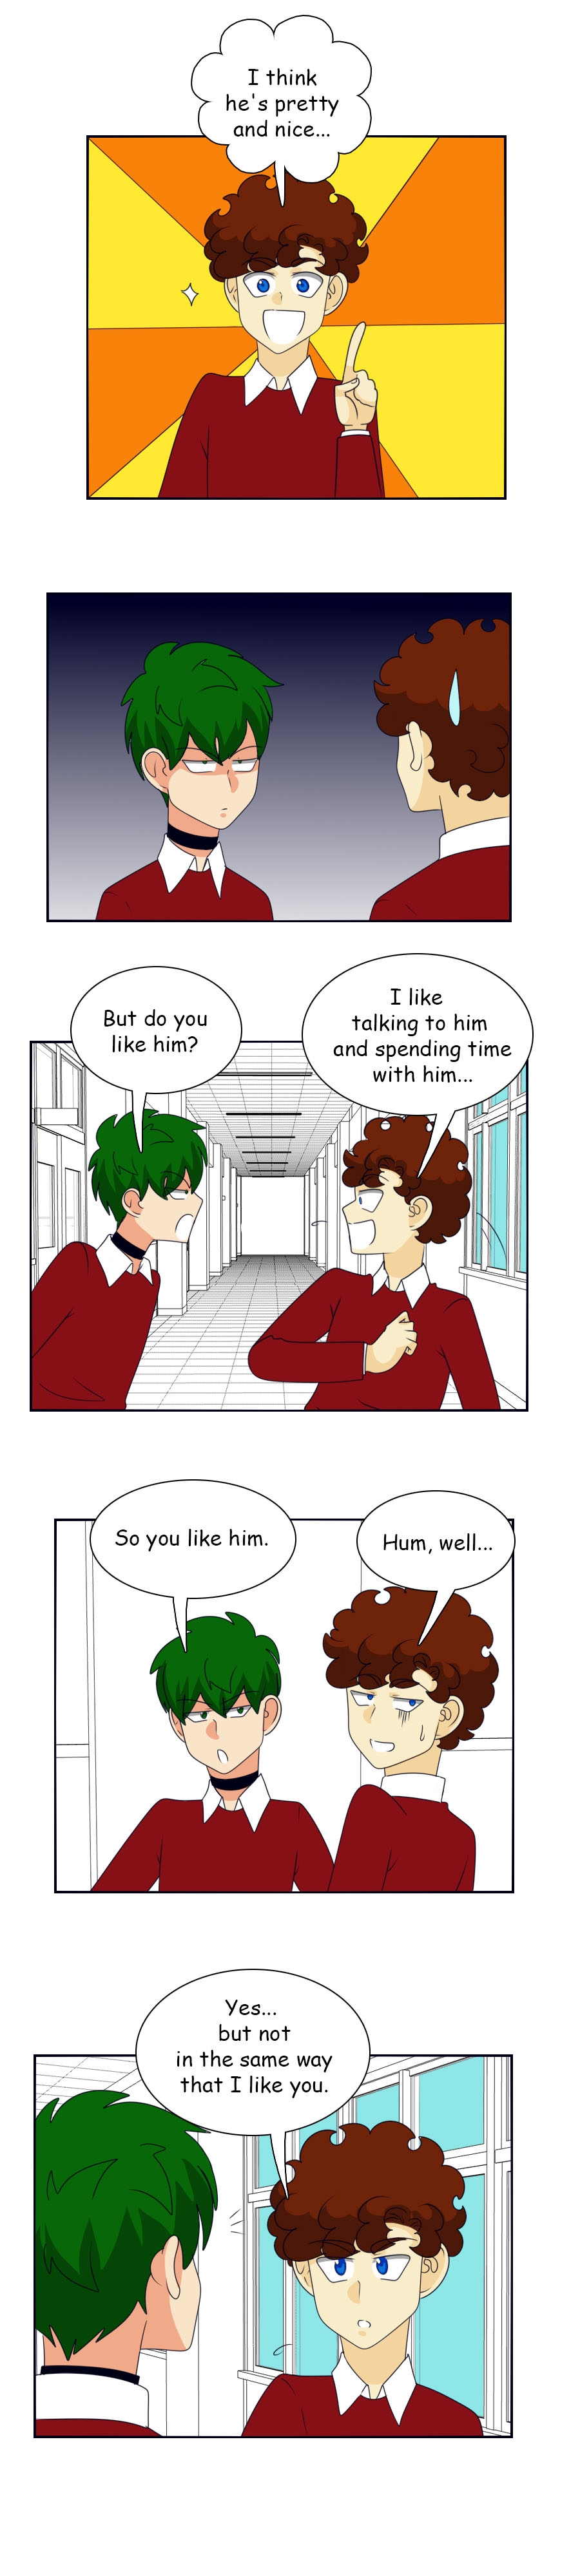 I think
he's pretty
and nice...
But do you
like him?
I like
talking to him
and spending time
with him...
So you like him.
Hum, well...
Yes...
but not
in the same way
that I like you.